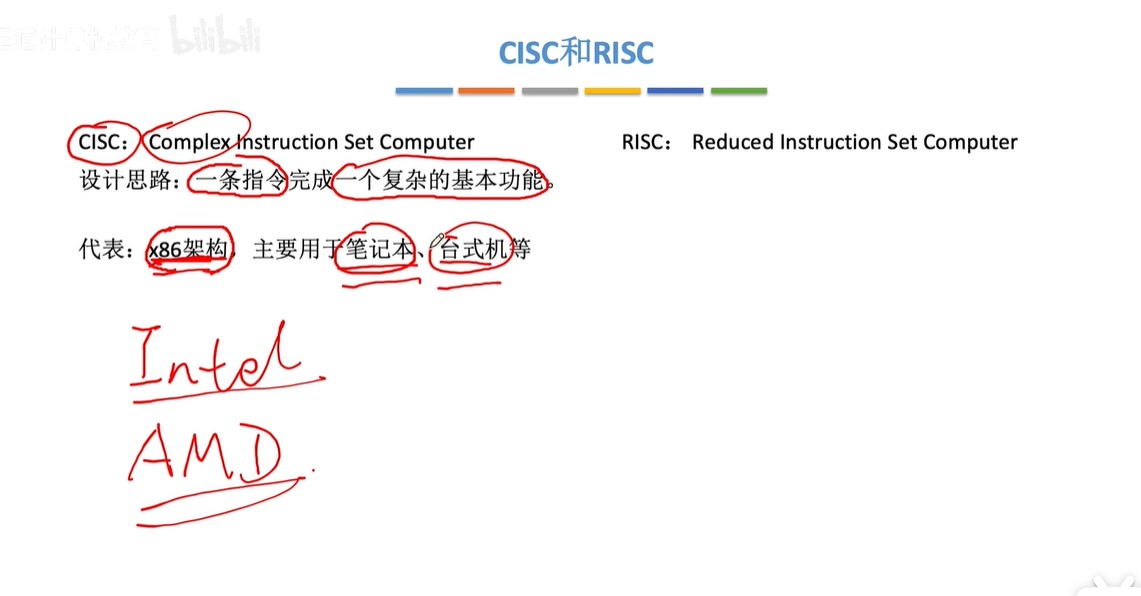 bilibili
CISC和RISC
CISC： Complex Instruction Set Computer
设计思路：一条指令完成一个复杂的基本功能。
代表：x86架构，主要用于笔记本、台式机等
Intel
AMD
RISC： Reduced Instruction Set Computer